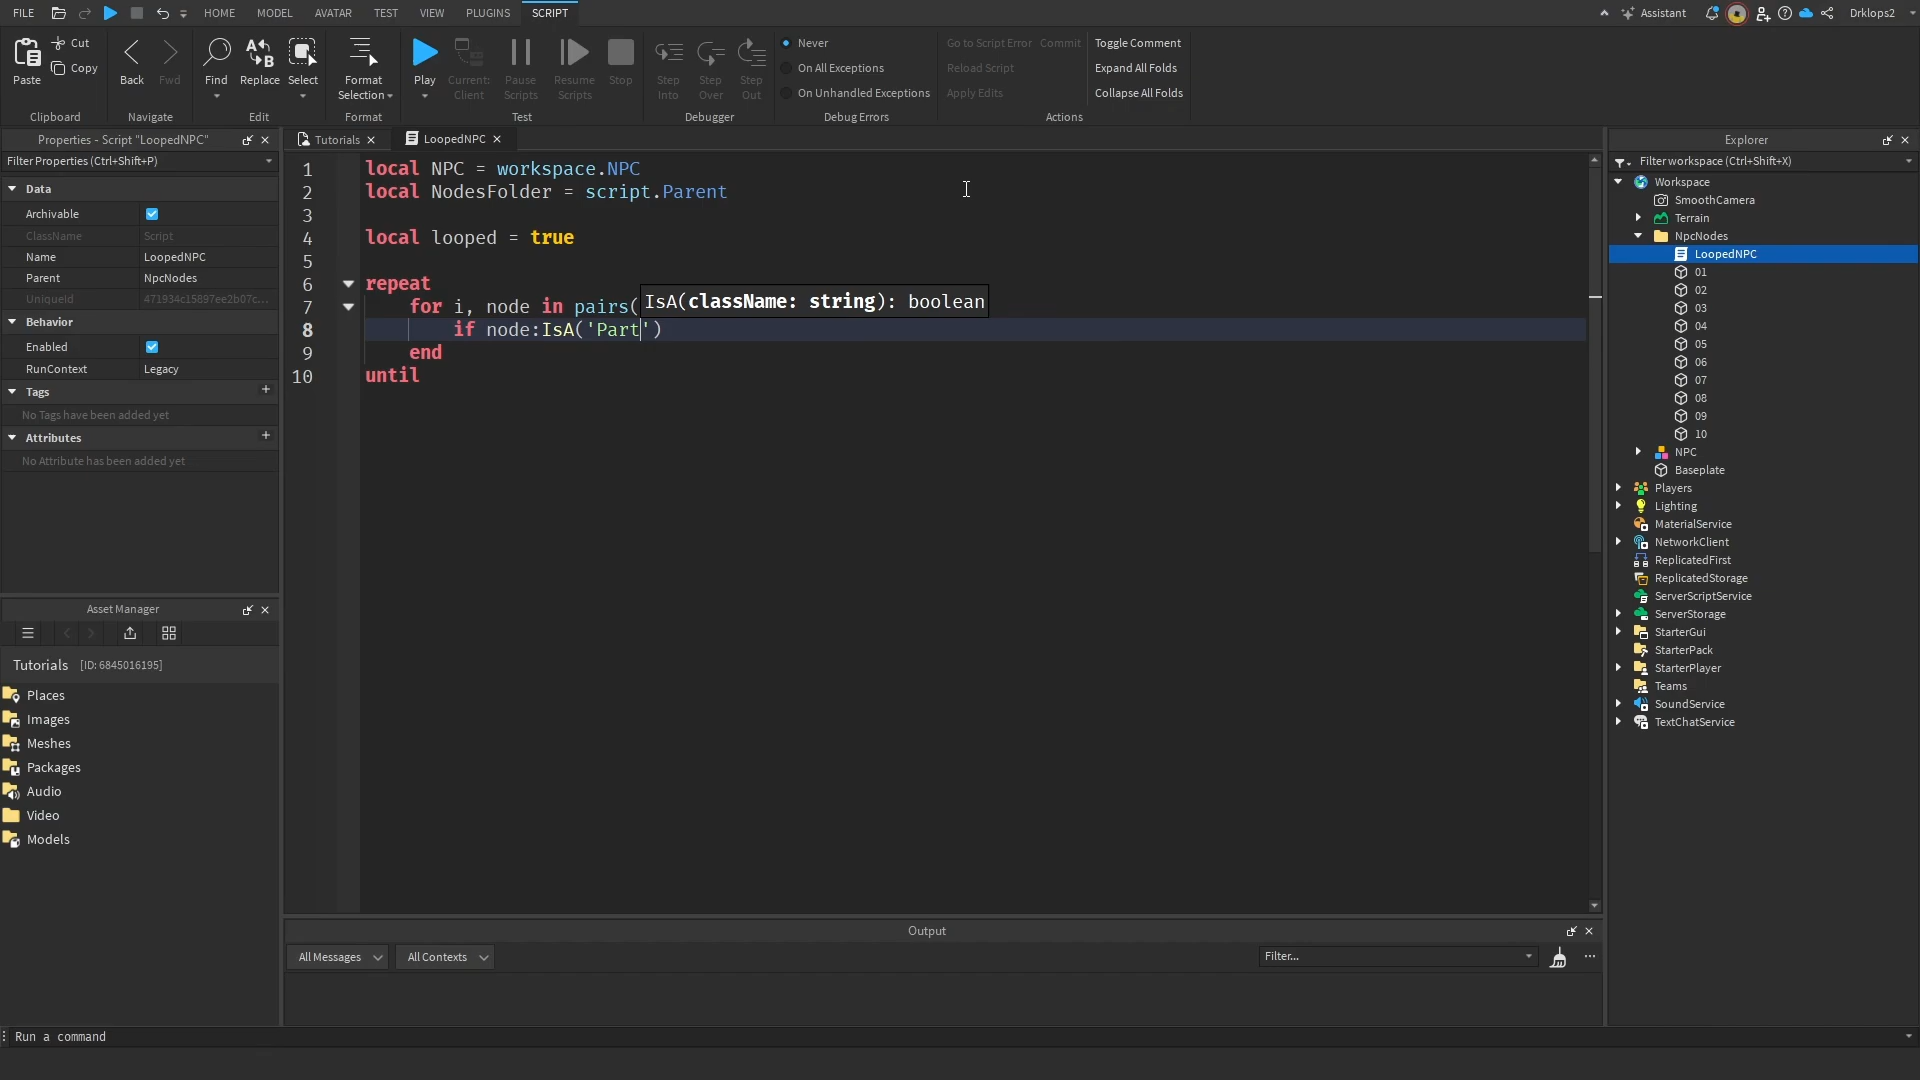 FILE HOME MODEL AVATAR TEST VIEW PLUGINS SCRIPT Assistant Drklops2
Paste
Cut
Copy
Clipboard
Back
Fwd
Navigate
Find
Replace
Select
Edit
Format
Selection
Format
Play
Current:
Client
Pause
Scripts
Resume
Scripts
Stop
Test
Step
Into
Step
Over
Step
Out
Debugger
Never
On All Exceptions
On Unhandled Exceptions
Debug Errors
Go to Script Error Commit
Reload Script
Apply Edits
Toggle Comment
Expand All Folds
Collapse All Folds
Actions
Properties - Script "LoopedNPC"
Filter Properties (Ctrl+Shift+P)
Data
Archivable
ClassName Script
Name LoopedNPC
Parent NpcNodes
UniqueId 471934c15897ee2b07c...
Behavior
Enabled
RunContext Legacy
Tags
No Tags have been added yet
Attributes
No Attribute has been added yet
Asset Manager
Tutorials [ID: 6845016195]
Places
Images
Meshes
Packages
Audio
Video
Models
Tutorials
LoopedNPC
1 local NPC = workspace.NPC
2 local NodesFolder = script.Parent
3
4 local looped = true
5
6 repeat
7 for i, node in pairs(
IsA(className: string): boolean
8 if node:IsA('Part')
9 end
10 until
Output
All Messages
All Contexts
Filter...
Run a command
Explorer
Filter workspace (Ctrl+Shift+X)
Workspace
SmoothCamera
Terrain
NpcNodes
LoopedNPC
01
02
03
04
05
06
07
08
09
10
NPC
Baseplate
Players
Lighting
MaterialService
NetworkClient
ReplicatedFirst
ReplicatedStorage
ServerScriptService
ServerStorage
StarterGui
StarterPack
StarterPlayer
Teams
SoundService
TextChatService